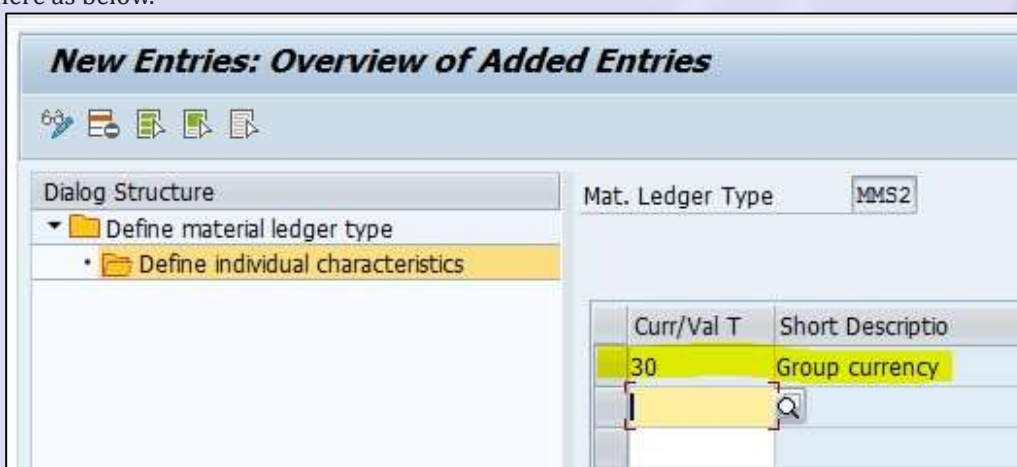 here as below.
New Entries: Overview of Added Entries
Dialog Structure
Define material ledger type
Define individual characteristics
Mat. Ledger Type MMS2
Curr/Val T Short Descriptio
30 Group currency